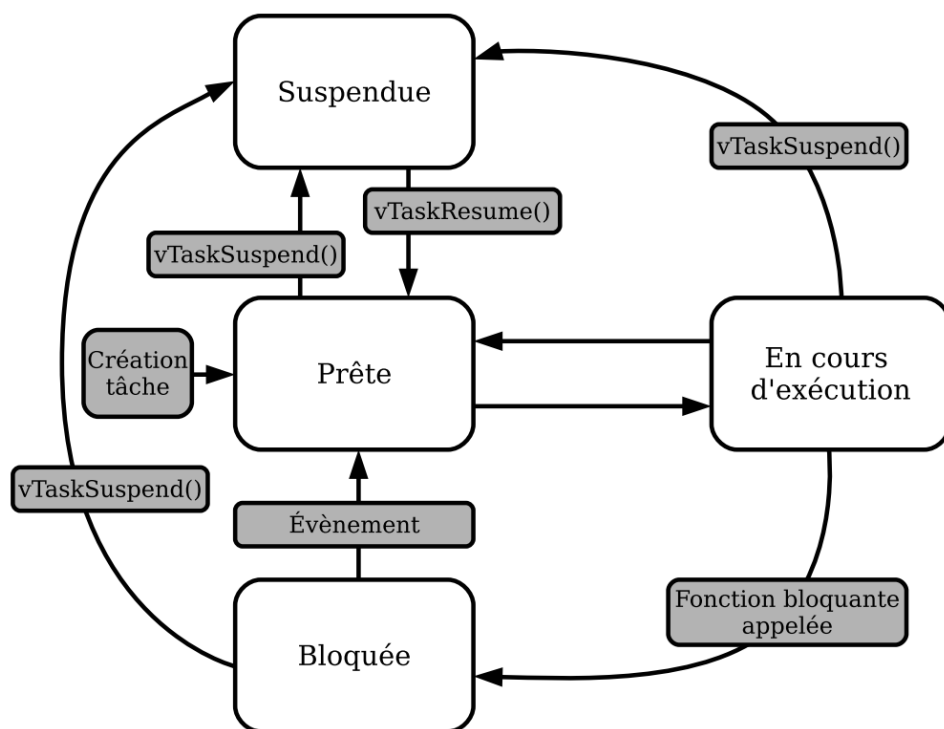 Suspendue
vTaskSuspend()
vTaskResume()
vTaskSuspend()
Création
tâche
Prête
En cours
d'exécution
vTaskSuspend()
Évènement
Fonction bloquante
appelée
Bloquée